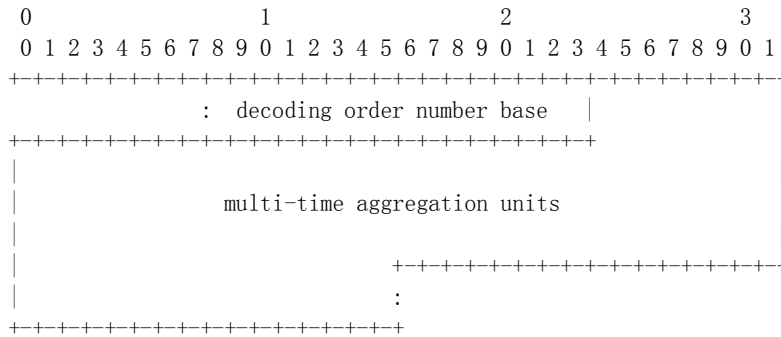 0                   1                   2                   3
0 1 2 3 4 5 6 7 8 9 0 1 2 3 4 5 6 7 8 9 0 1 2 3 4 5 6 7 8 9 0 1
+-+-+-+-+-+-+-+-+-+-+-+-+-+-+-+-+-+-+-+-+-+-+-+-+-+-+-+-+-+-+-+-
                :  decoding order number base   |
+-+-+-+-+-+-+-+-+-+-+-+-+-+-+-+-+-+-+-+-+-+-+-+-+
|                                                               |
|                 multi-time aggregation units
|                                                               |
|                               +-+-+-+-+-+-+-+-+-+-+-+-+-+-+-+-+-
|                               :
+-+-+-+-+-+-+-+-+-+-+-+-+-+-+-+-+